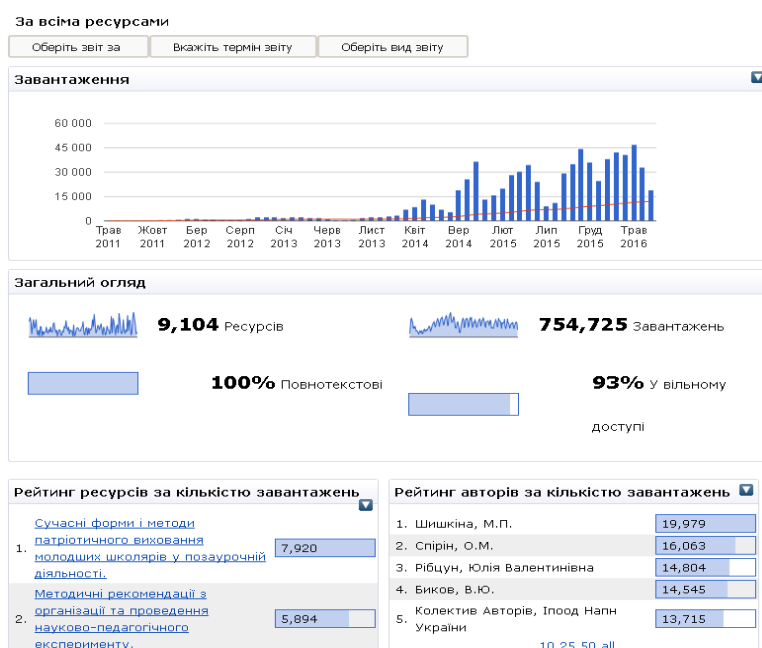 За всіма ресурсами
Оберіть звіт за Вкажіть термін звіту Оберіть вид звіту
Завантаження
60 000
45 000
30 000
15 000
0
Трав Жовт Бер Серп Січ Черв Лист Квіт Вер Лют Лип Груд Трав
2011 2011 2012 2012 2013 2013 2013 2014 2014 2015 2015 2015 2016
Загальний огляд
9,104 Ресурсів 754,725 Завантажень
100% Повнотекстові 93% У вільному
доступі
Рейтинг ресурсів за кількістю завантажень
1. Сучасні форми і методи
патріотичного виховання
молодших школярів у позаурочній
діяльності.
7,920
2. Методичні рекомендації з
організації та проведення
науково-педагогічного
експерименту.
5,894
Рейтинг авторів за кількістю завантажень
1. Шишкіна, М.П. 19,979
2. Спірін, О.М. 16,063
3. Рібцун, Юлія Валентинівна 14,804
4. Биков, В.Ю. 14,545
5. Колектив Авторів, Іпоод Напн
України
13,715
10 25 50 all